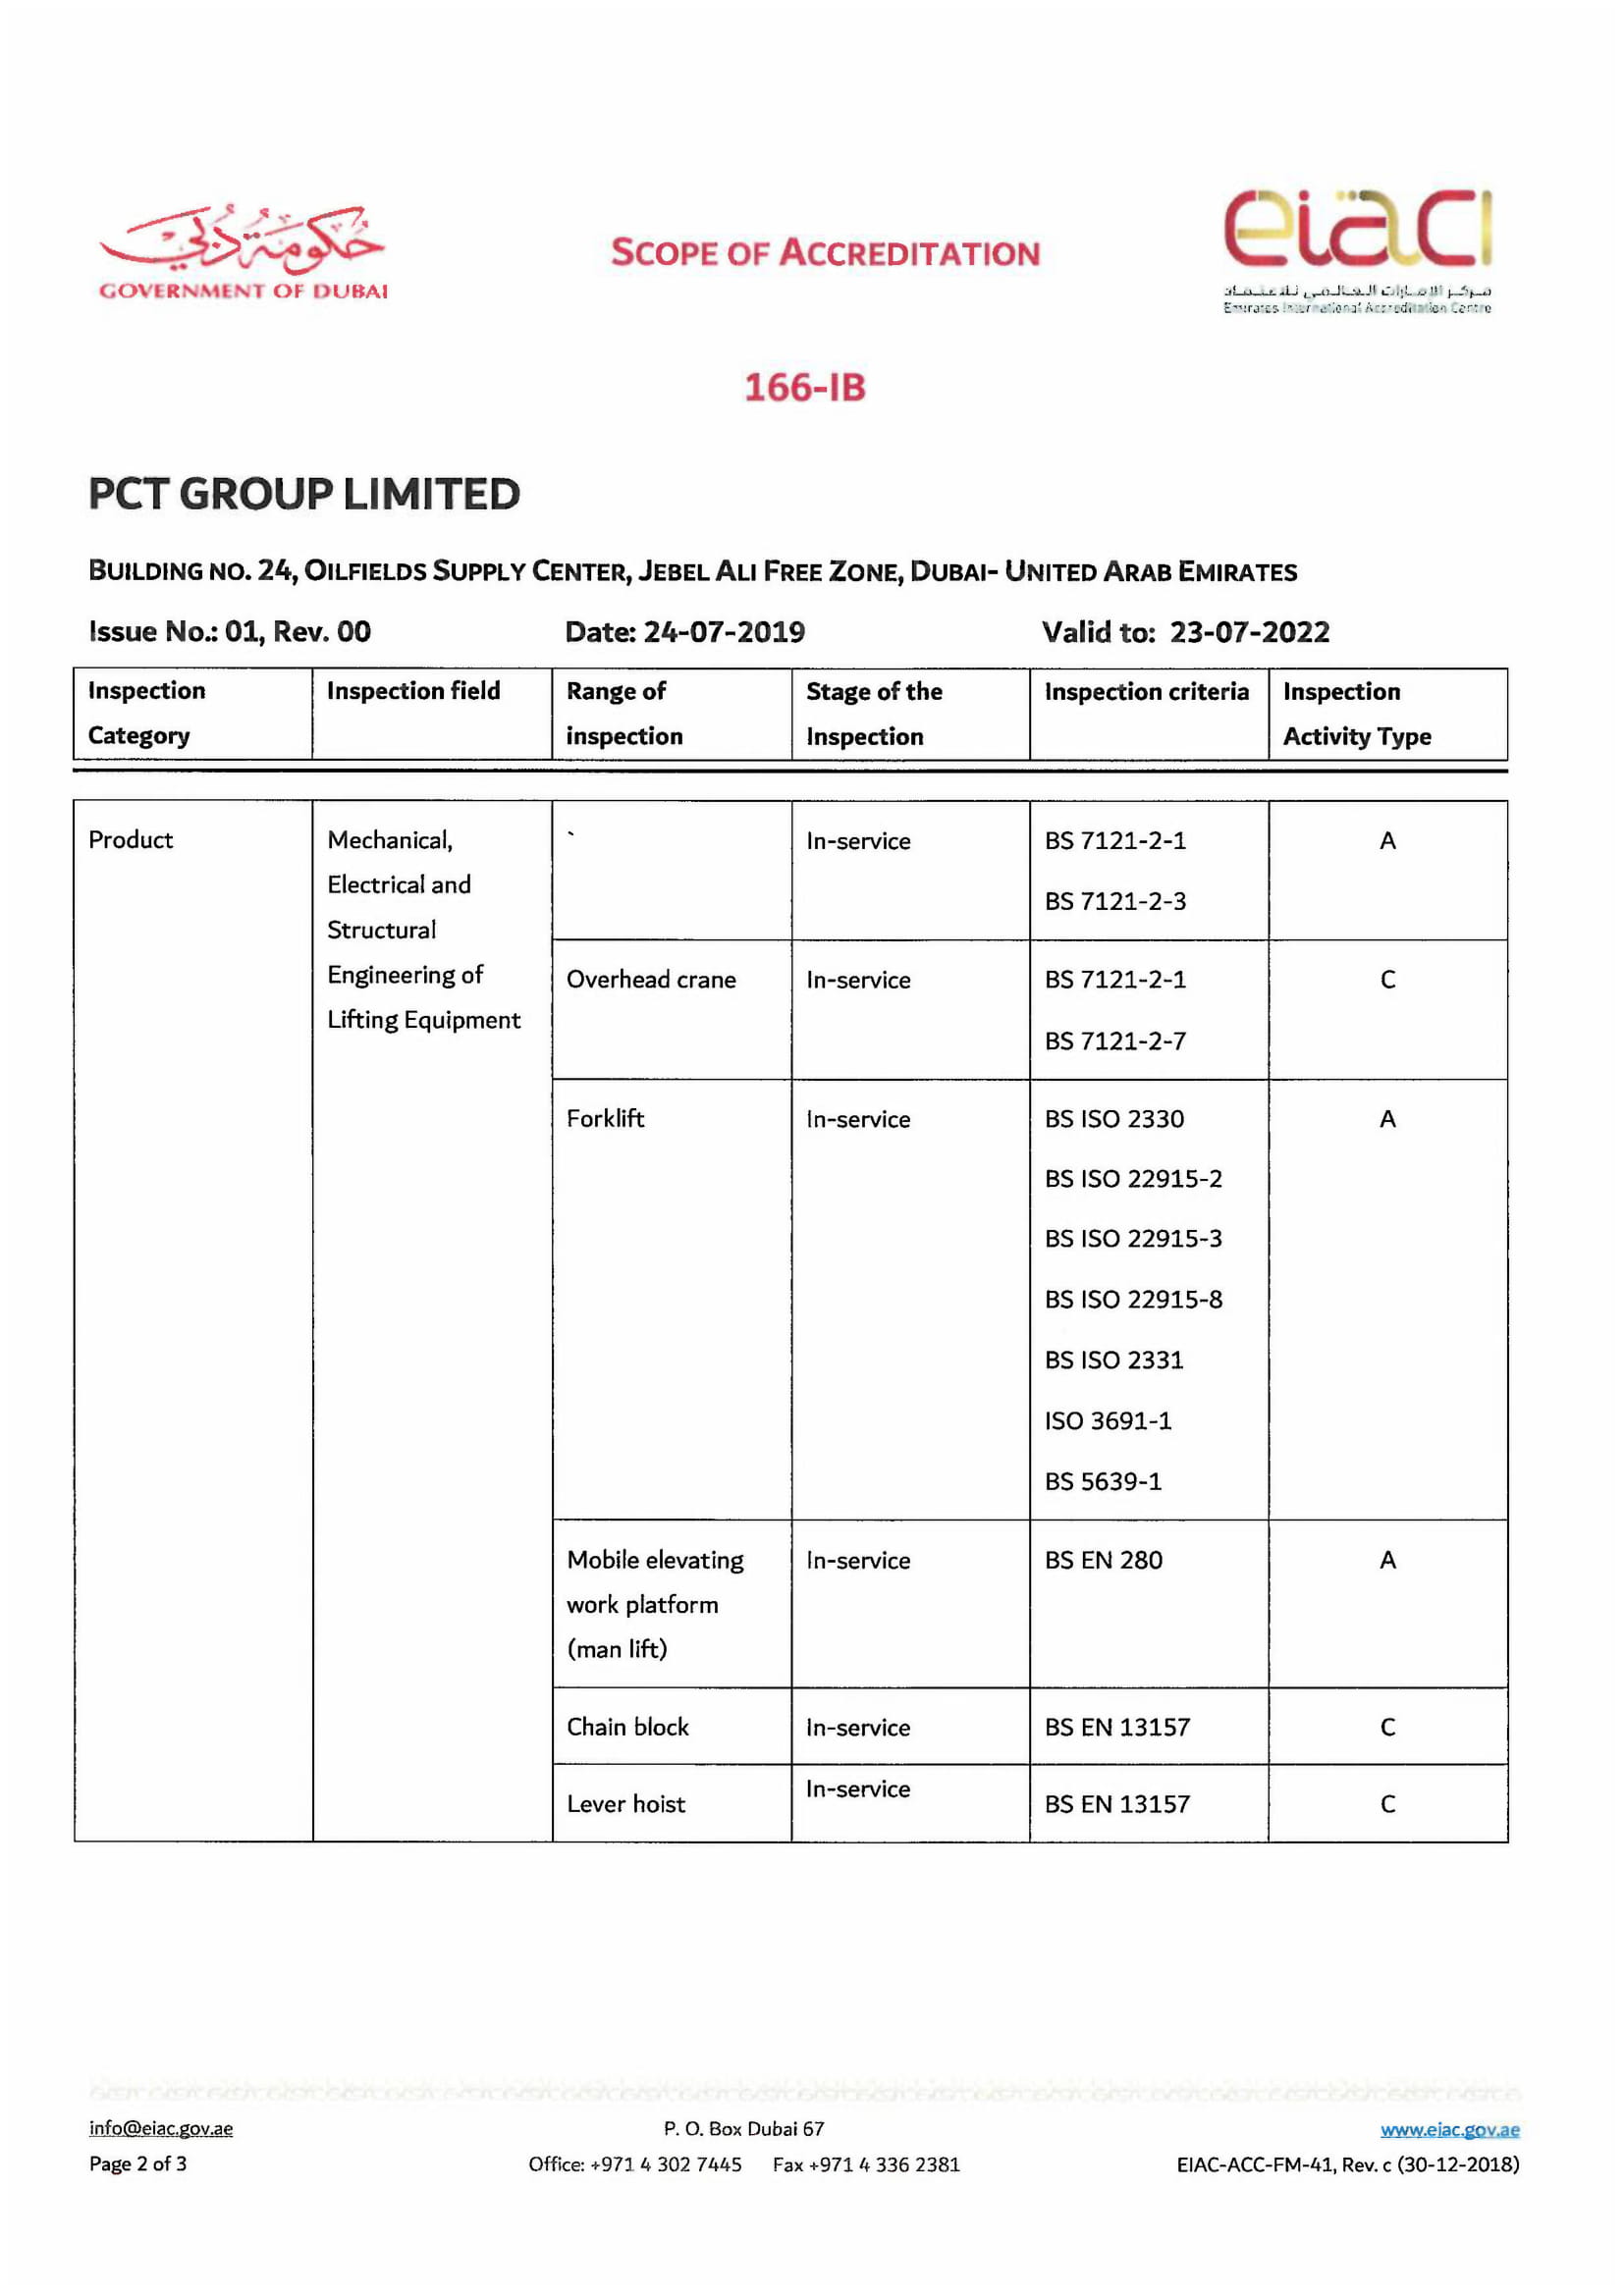 حكومة دبي
GOVERNMENT OF DUBAI
SCOPE OF ACCREDITATION
eiac
مركز الإمارات العالمي للاعتماد
Emirates International Accreditation Centre
166-IB
PCT GROUP LIMITED
BUILDING NO. 24, OILFIELDS SUPPLY CENTER, JEBEL ALI FREE ZONE, DUBAI- UNITED ARAB EMIRATES
Issue No.: 01, Rev. 00 Date: 24-07-2019 Valid to: 23-07-2022
Inspection Category Inspection field Range of inspection Stage of the Inspection Inspection criteria Inspection Activity Type
Product
Mechanical,
Electrical and
Structural
Engineering of
Lifting Equipment
In-service BS 7121-2-1 A
BS 7121-2-3
Overhead crane In-service BS 7121-2-1 C
BS 7121-2-7
Forklift In-service BS ISO 2330 A
BS ISO 22915-2
BS ISO 22915-3
BS ISO 22915-8
BS ISO 2331
ISO 3691-1
BS 5639-1
Mobile elevating In-service BS EN 280 A
work platform
(man lift)
Chain block In-service BS EN 13157 C
Lever hoist In-service BS EN 13157 C
info@eiac.gov.ae P. O. Box Dubai 67 www.eiac.gov.ae
Page 2 of 3 Office: +971 4 302 7445 Fax +971 4 336 2381 EIAC-ACC-FM-41, Rev. c (30-12-2018)